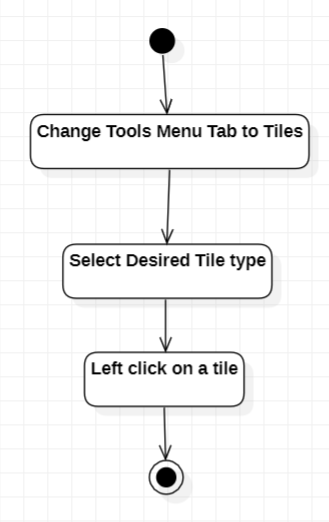 Change Tools Menu Tab to Tiles
Select Desired Tile type
Left click on a tile